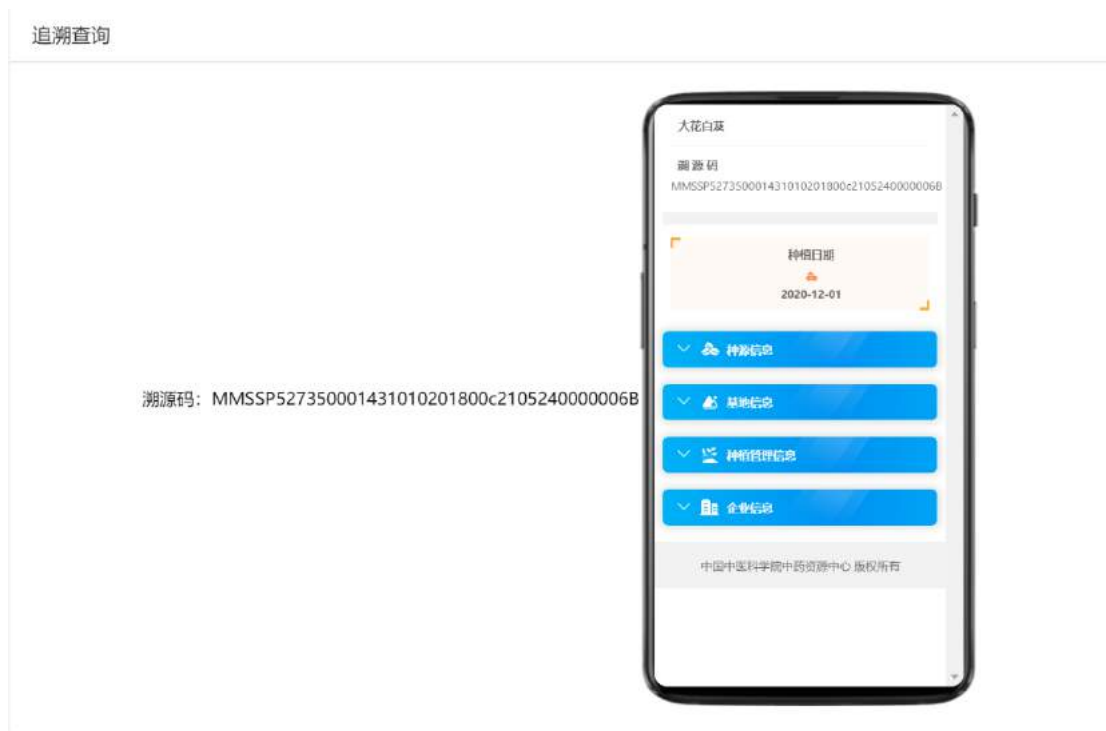 追溯查询
溯源码：MMSSP527350001431010201800c2105240000006B
大花白芨
溯源码
MMSSP527350001431010201800c2105240000006B
种植日期
2020-12-01
种源信息
基地信息
种植管理信息
企业信息
中国中医科学院中药资源中心 版权所有